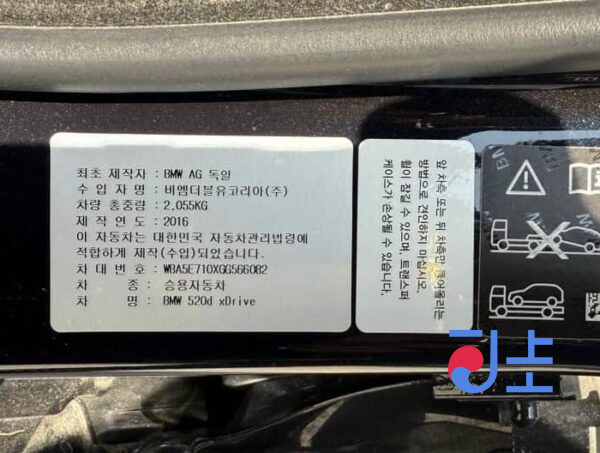 최초 제작자 : BMW AG 독일
수 입 자 명 : 비엠더블유코리아(주)
차량 총중량 : 2,055KG
제 작 연 도 : 2016
이 자동차는 대한민국 자동차관리법령에
적합하게 제작(수입)되었습니다.
차 대 번 호 : WBA5E710XGG566082
차 종 : 승용자동차
차 명 : BMW 520d xDrive
앞 차축 또는 뒤 차축만 들어올리는
방법으로 견인하지 마십시오.
휠이 잠길 수 있으며, 트랜스퍼
케이스가 손상될 수 있습니다.